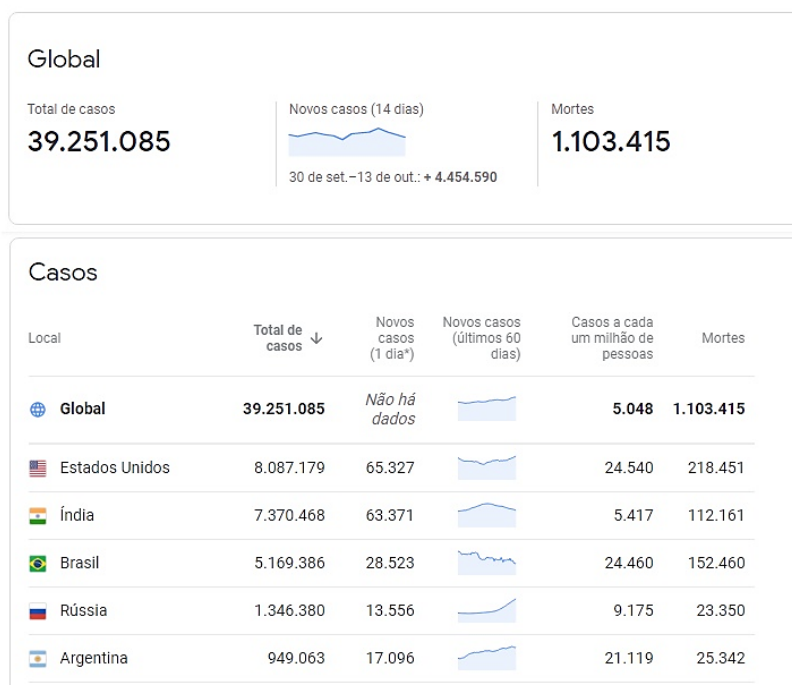 Global
Total de casos
39.251.085
Novos casos (14 dias)
30 de set.–13 de out.: + 4.454.590
Mortes
1.103.415
Casos
Local
Total de
casos ↓
Novos
casos
(1 dia*)
Novos casos
(últimos 60
dias)
Casos a cada
um milhão de
pessoas
Mortes
Global 39.251.085 Não há
dados 5.048 1.103.415
Estados Unidos 8.087.179 65.327 24.540 218.451
Índia 7.370.468 63.371 5.417 112.161
Brasil 5.169.386 28.523 24.460 152.460
Rússia 1.346.380 13.556 9.175 23.350
Argentina 949.063 17.096 21.119 25.342